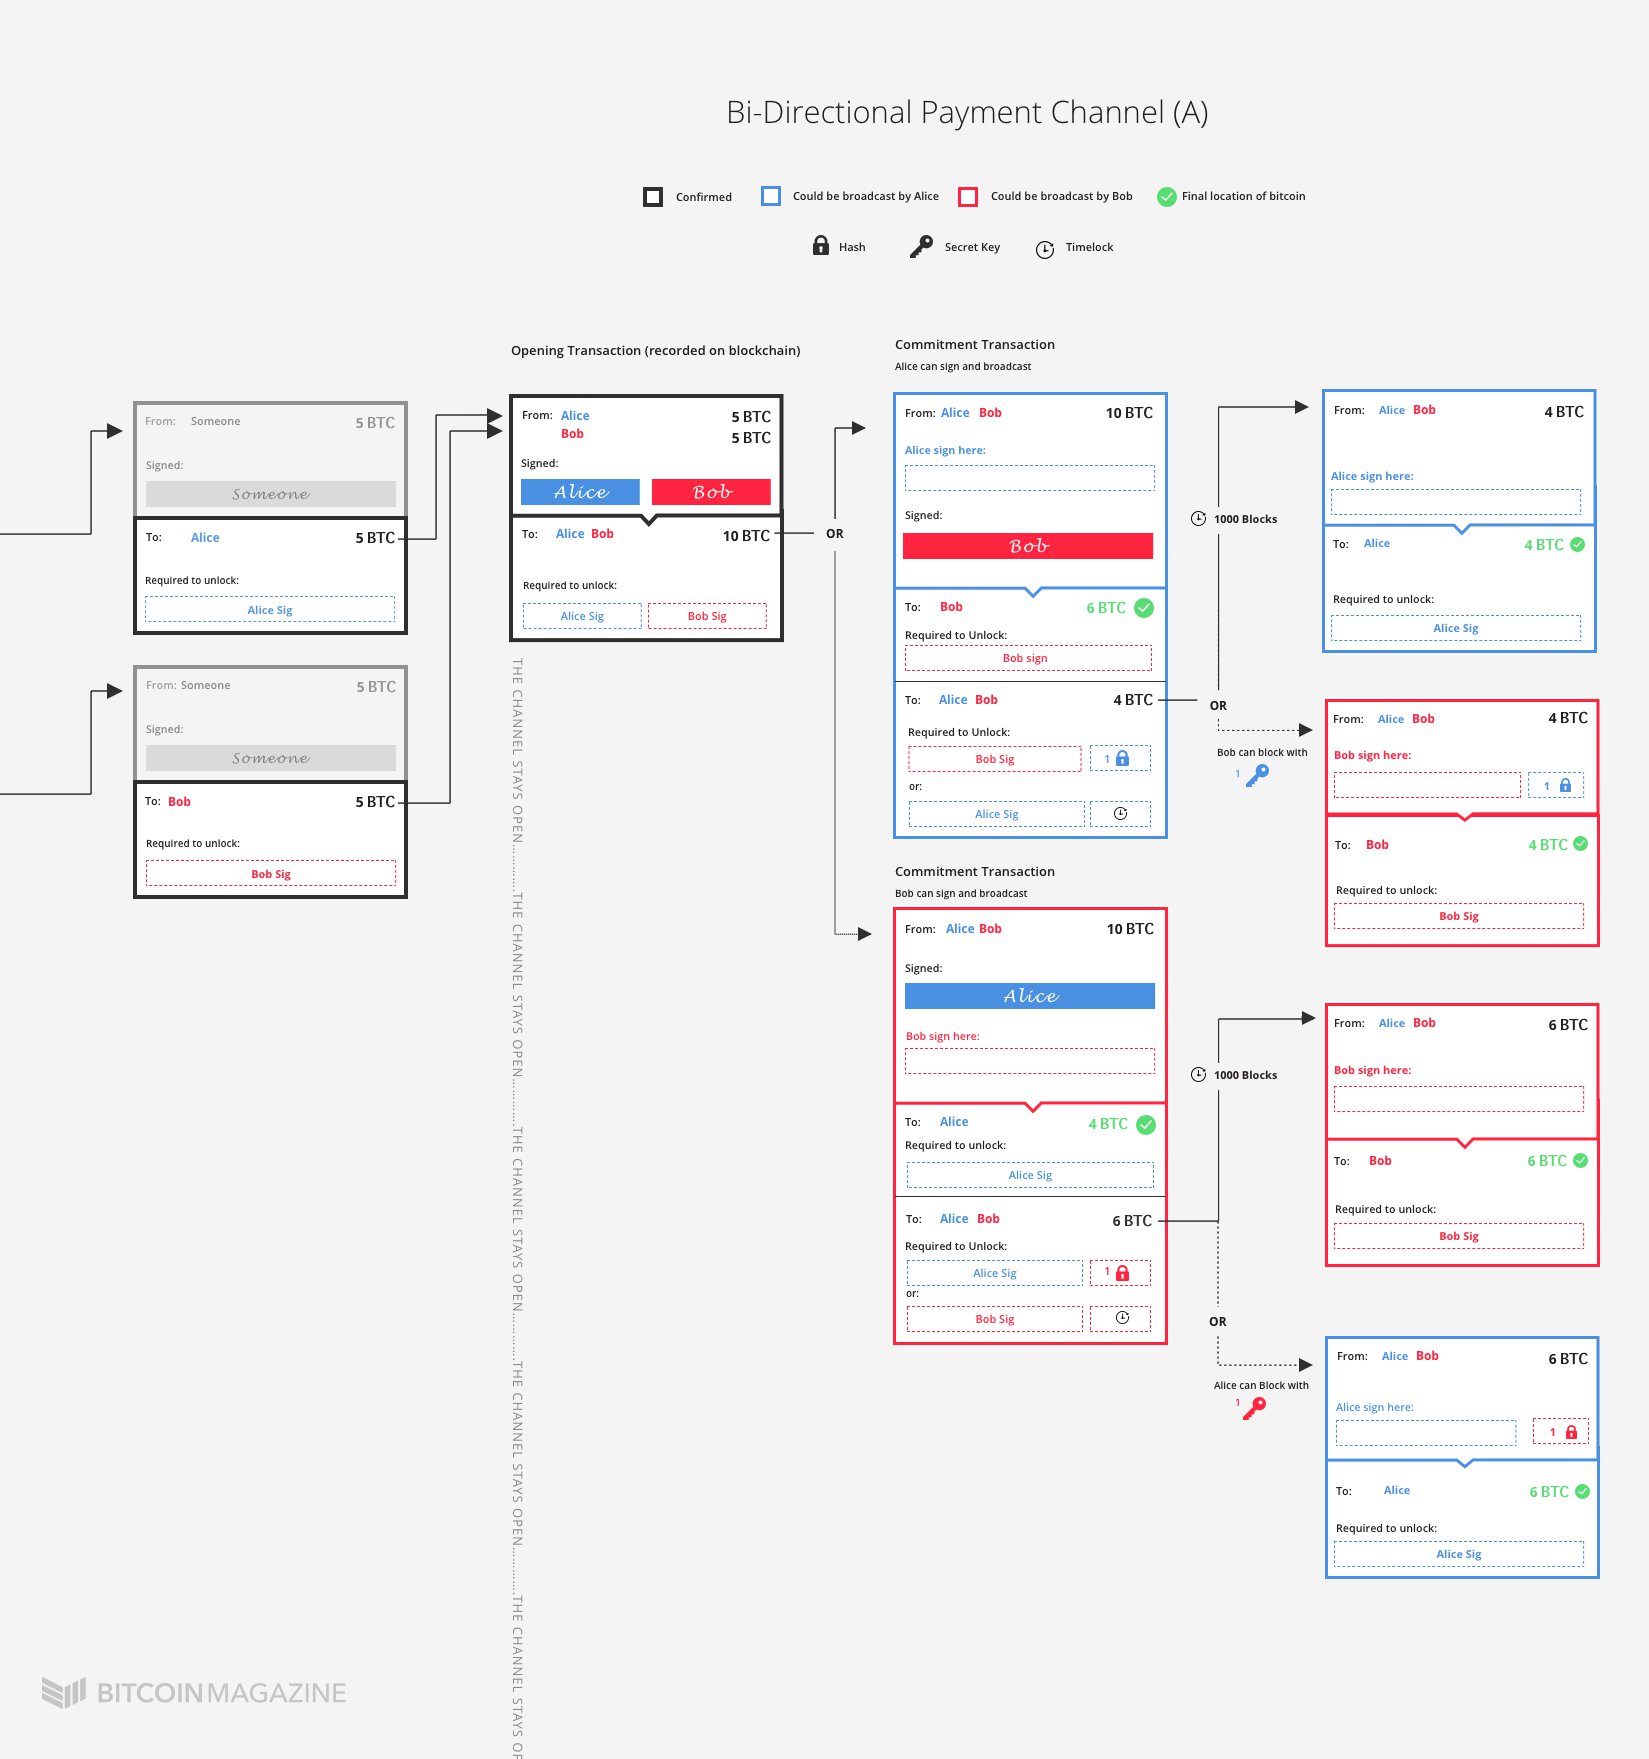 Bi-Directional Payment Channel (A)
Confirmed
Could be broadcast by Alice
Could be broadcast by Bob
Final location of bitcoin
Hash
Secret Key
Timelock
From: Someone 5 BTC
Signed:
Someone
To: Alice 5 BTC
Required to unlock:
Alice Sig
From: Someone 5 BTC
Signed:
Someone
To: Bob 5 BTC
Required to unlock:
Bob Sig
Opening Transaction (recorded on blockchain)
From: Alice 5 BTC
Bob 5 BTC
Signed:
Alice Bob
To: Alice Bob 10 BTC
Required to unlock:
Alice Sig Bob Sig
THE CHANNEL STAYS OPEN...........THE CHANNEL STAYS OPEN...........THE CHANNEL STAYS OPEN...........THE CHANNEL STAYS OPEN...........THE CHANNEL STAYS OF
OR
Commitment Transaction
Alice can sign and broadcast
From: Alice Bob 10 BTC
Alice sign here:
Signed:
Bob
To: Bob 6 BTC
Required to Unlock:
Bob sign
To: Alice Bob 4 BTC
Required to Unlock:
Bob Sig 1
or:
Alice Sig
Commitment Transaction
Bob can sign and broadcast
From: Alice Bob 10 BTC
Signed:
Alice
Bob sign here:
To: Alice 4 BTC
Required to unlock:
Alice Sig
To: Alice Bob 6 BTC
Required to Unlock:
Alice Sig 1
or:
Bob Sig
1000 Blocks
OR
Bob can block with
1
1000 Blocks
OR
Alice can Block with
1
From: Alice Bob 4 BTC
Alice sign here:
To: Alice 4 BTC
Required to unlock:
Alice Sig
From: Alice Bob 4 BTC
Bob sign here:
1
To: Bob 4 BTC
Required to unlock:
Bob Sig
From: Alice Bob 6 BTC
Bob sign here:
To: Bob 6 BTC
Required to unlock:
Bob Sig
From: Alice Bob 6 BTC
Alice sign here:
1
To: Alice 6 BTC
Required to unlock:
Alice Sig
BITCOINMAGAZINE